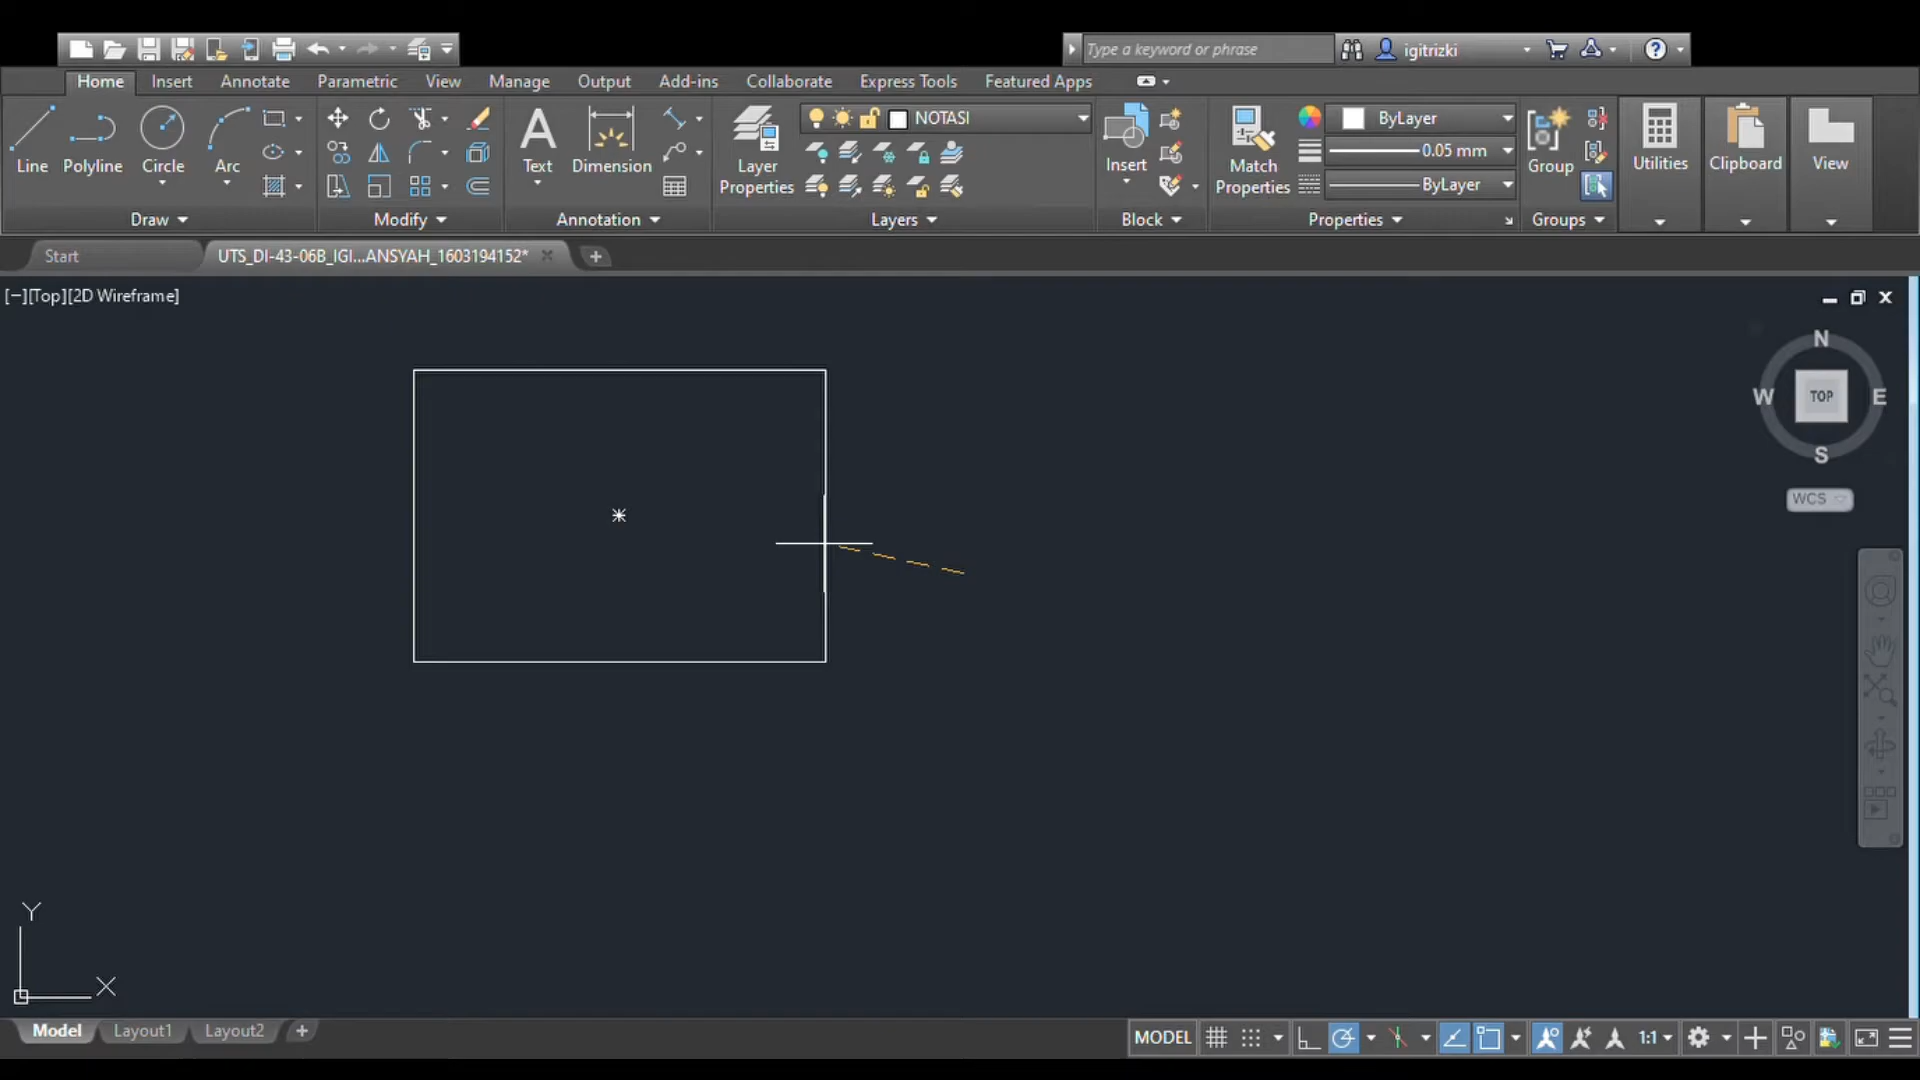 Type a keyword or phrase
igitrizki
Home Insert Annotate Parametric View Manage Output Add-ins Collaborate Express Tools Featured Apps
Line Polyline Circle Arc
Text Dimension
Layer Properties
NOTASI
Insert
Match Properties
ByLayer
0.05 mm
ByLayer
Group
Utilities
Clipboard
View
Draw Modify Annotation Layers Block Properties Groups
Start UTS_DI-43-06B_IGI...ANSYAH_1603194152*
[−][Top][2D Wireframe]
N
W TOP E
S
WCS
Y
X
Model Layout1 Layout2
MODEL 1:1